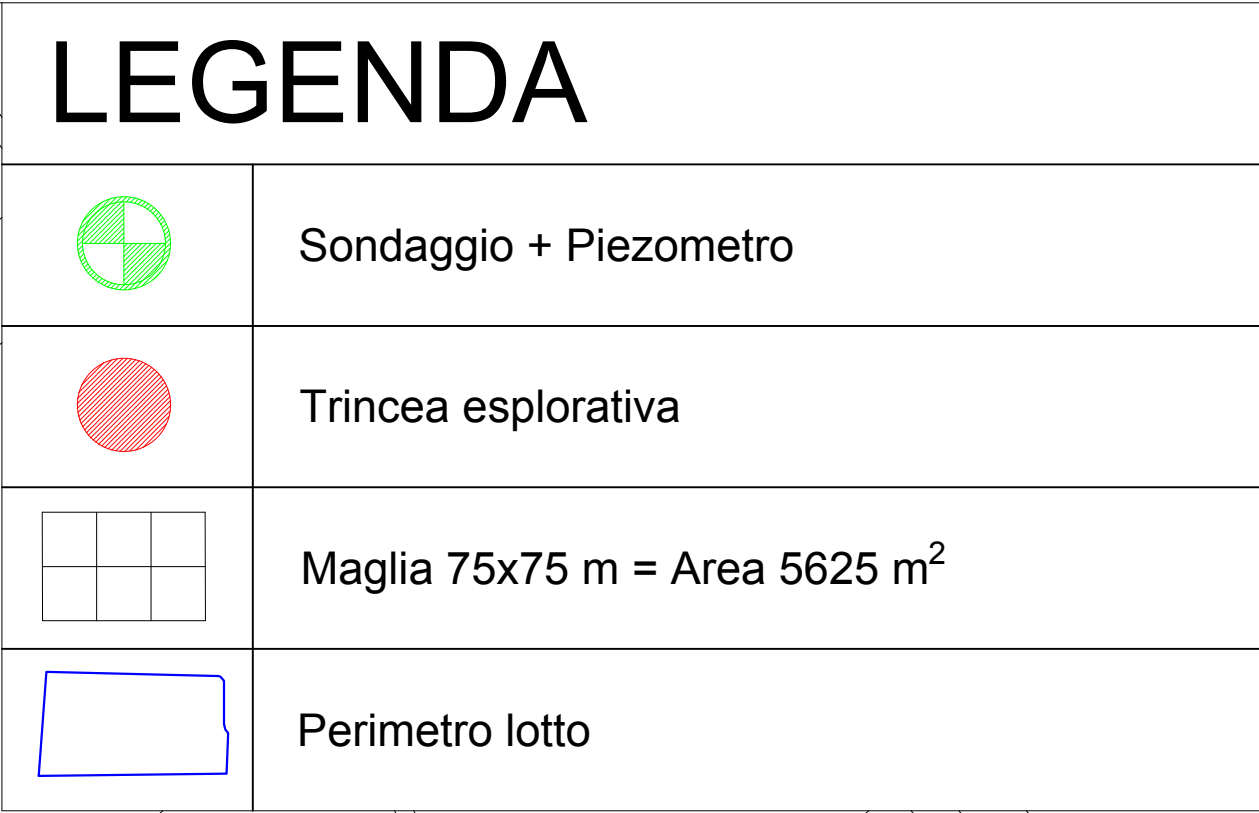 LEGENDA
Sondaggio + Piezometro
Trincea esplorativa
Maglia 75x75 m = Area 5625 m²
Perimetro lotto